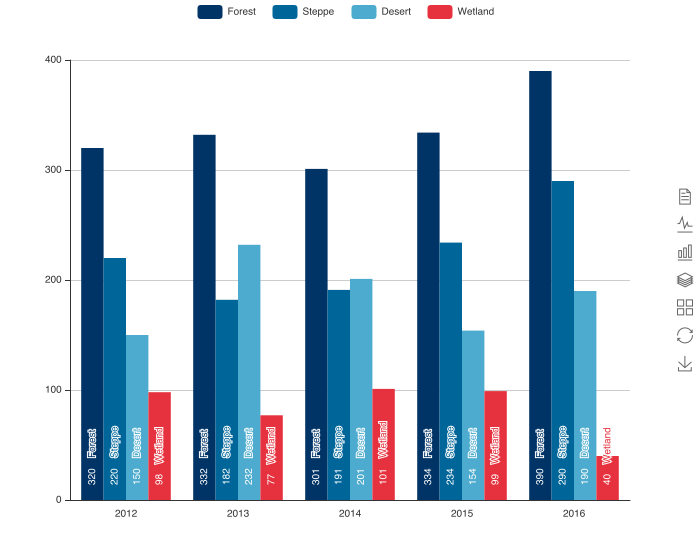 Forest Steppe Desert Wetland
400
300
200
100
0
320 Forest
220 Steppe
150 Desert
98 Wetland
332 Forest
182 Steppe
232 Desert
77 Wetland
301 Forest
191 Steppe
201 Desert
101 Wetland
334 Forest
234 Steppe
154 Desert
99 Wetland
390 Forest
290 Steppe
190 Desert
40 Wetland
2012 2013 2014 2015 2016